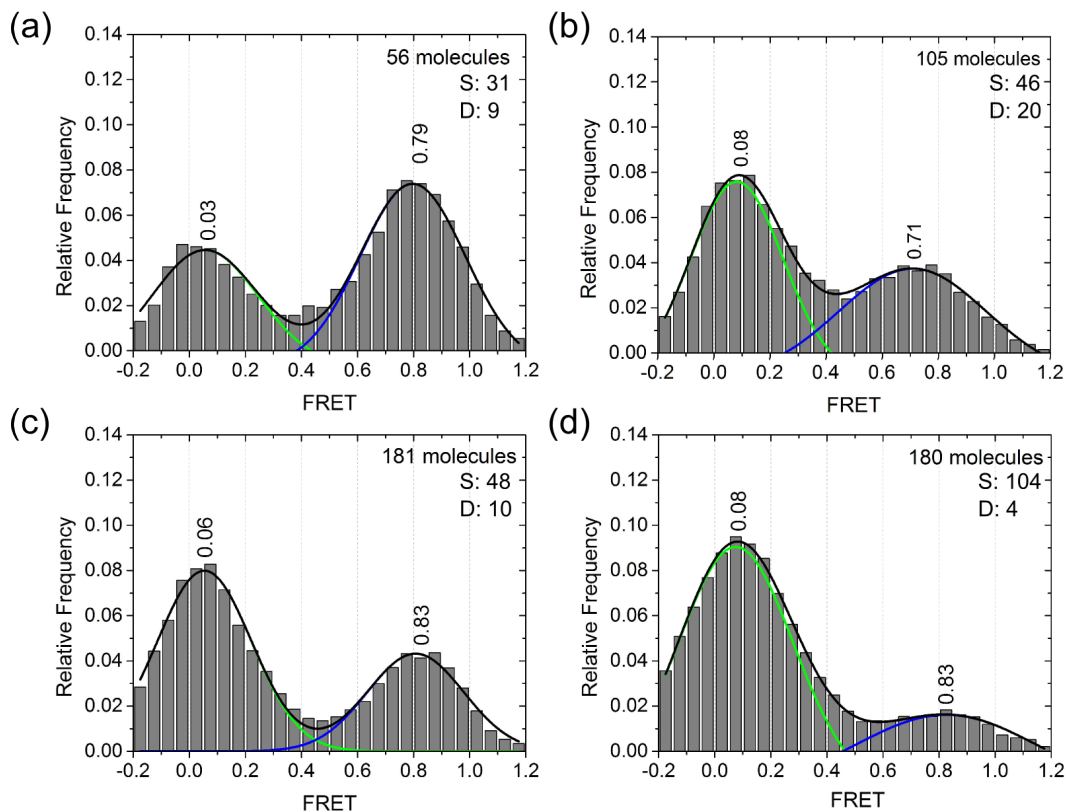 (a)
56 molecules
S: 31
D: 9
0.03
0.79
Relative Frequency
0.14
0.12
0.10
0.08
0.06
0.04
0.02
0.00
-0.2 0.0 0.2 0.4 0.6 0.8 1.0 1.2
FRET
(b)
105 molecules
S: 46
D: 20
0.08
0.71
Relative Frequency
0.14
0.12
0.10
0.08
0.06
0.04
0.02
0.00
-0.2 0.0 0.2 0.4 0.6 0.8 1.0 1.2
FRET
(c)
181 molecules
S: 48
D: 10
0.06
0.83
Relative Frequency
0.14
0.12
0.10
0.08
0.06
0.04
0.02
0.00
-0.2 0.0 0.2 0.4 0.6 0.8 1.0 1.2
FRET
(d)
180 molecules
S: 104
D: 4
0.08
0.83
Relative Frequency
0.14
0.12
0.10
0.08
0.06
0.04
0.02
0.00
-0.2 0.0 0.2 0.4 0.6 0.8 1.0 1.2
FRET